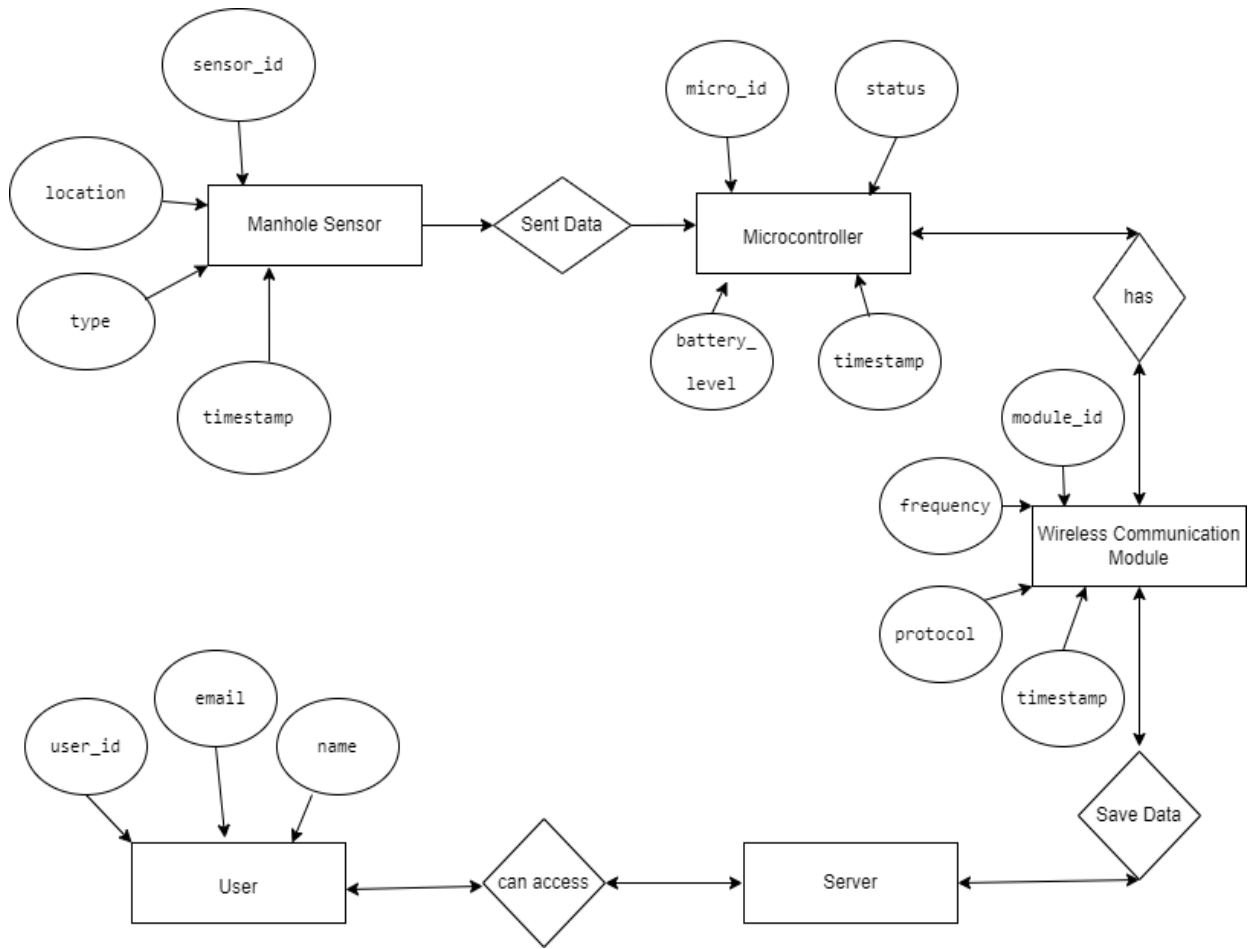 sensor_id
location
Manhole Sensor
type
timestamp
Sent Data
micro_id
status
Microcontroller
battery_
level
timestamp
has
module_id
frequency
Wireless Communication
Module
protocol
timestamp
Save Data
Server
can access
user_id
email
name
User